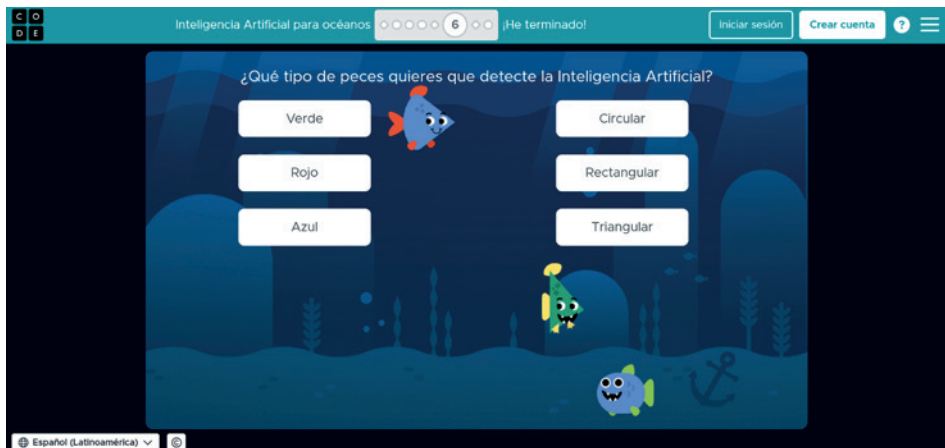 CODE
Inteligencia Artificial para océanos 6 ¡He terminado! Iniciar sesión Crear cuenta ?
¿Qué tipo de peces quieres que detecte la Inteligencia Artificial?
Verde Circular
Rojo Rectangular
Azul Triangular
Español (Latinoamérica) ©